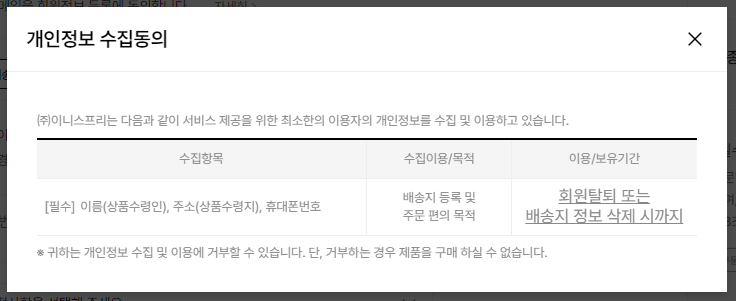 개인정보 수집동의
㈜이니스프리는 다음과 같이 서비스 제공을 위한 최소한의 이용자의 개인정보를 수집 및 이용하고 있습니다.
수집항목 수집이용/목적 이용/보유기간
[필수] 이름(상품수령인), 주소(상품수령지), 휴대폰번호
배송지 등록 및
주문 편의 목적
회원탈퇴 또는
배송지 정보 삭제 시까지
※ 귀하는 개인정보 수집 및 이용에 거부할 수 있습니다. 단, 거부하는 경우 제품을 구매 하실 수 없습니다.